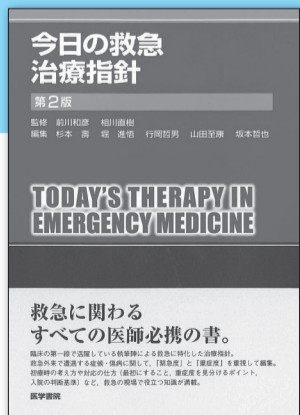 今日の救急
治療指針
第2版
監修 前川和彦 相川直樹
編集 杉本 壽 堀 進悟 行岡哲男 山田至康 坂本哲也
TODAY'S THERAPY IN
EMERGENCY MEDICINE
救急に関わる
すべての医師必携の書。
臨床の第一線で活躍している執筆陣による救急に特化した治療指針。
救急外来で遭遇する症候・傷病に関して,「緊急度」と「重症度」を重視して編集。
初療時の考え方や対応の仕方(最初にすること,重症度を見分けるポイント,
入院の判断基準)など,救急の現場で役立つ知識が満載。
医学書院